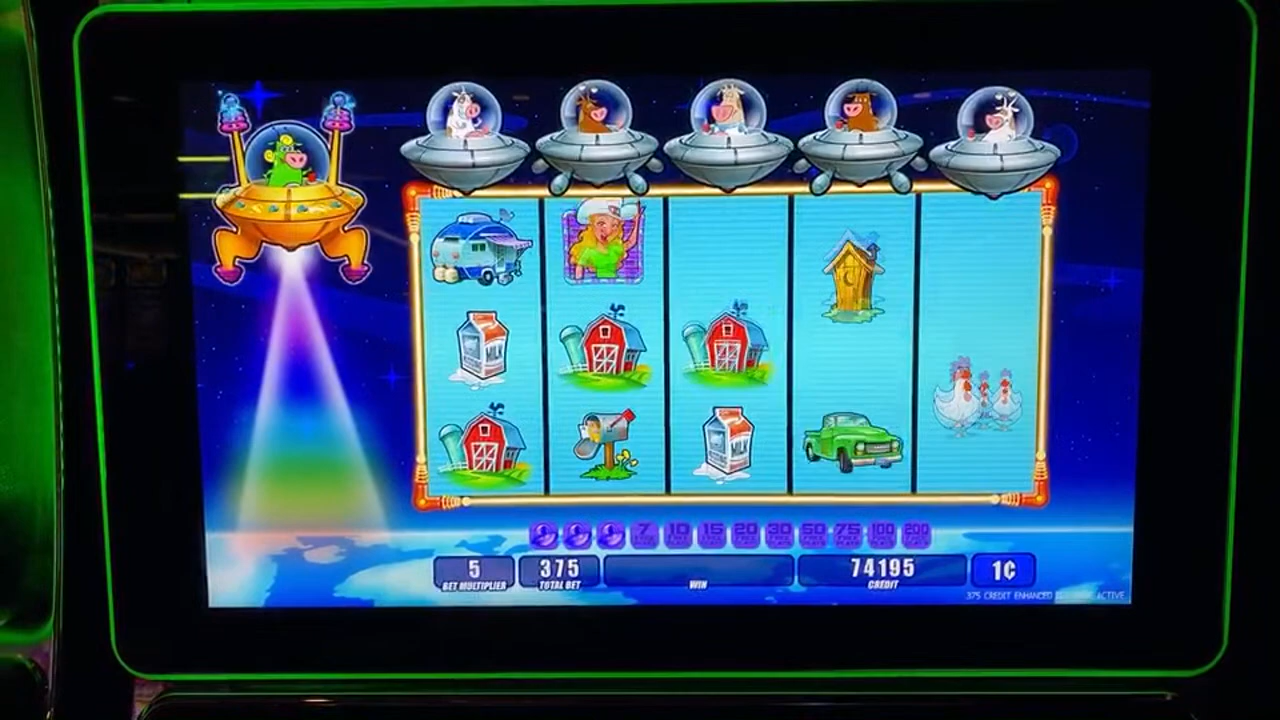 MILK
MILK
7 10 15 20 30 50 75 100 200
5
BET MULTIPLIER
375
TOTAL BET
WIN
74195
CREDIT
1¢
375 CREDIT ENHANCED ACTIVE